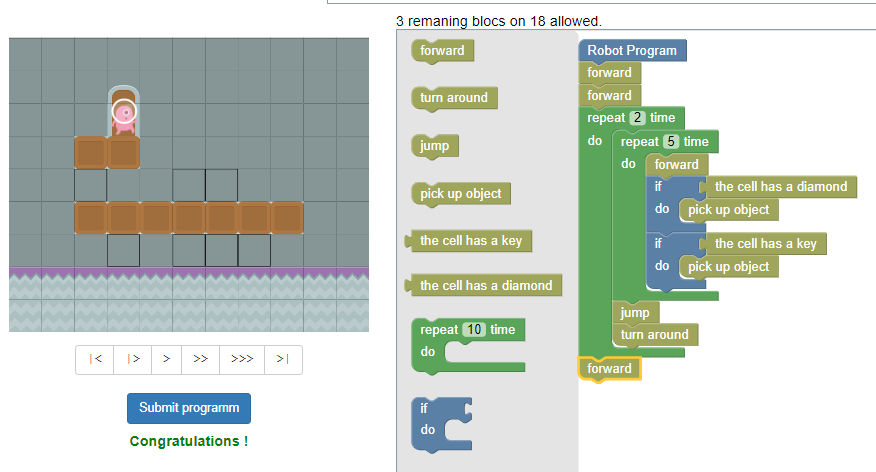 3 remaning blocs on 18 allowed.
forward
turn around
jump
pick up object
the cell has a key
the cell has a diamond
repeat 10 time
do
if
do
Robot Program
forward
forward
repeat 2 time
do repeat 5 time
do forward
if the cell has a diamond
do pick up object
if the cell has a key
do pick up object
jump
turn around
forward
|< |> > >> >>> >|
Submit programm
Congratulations !